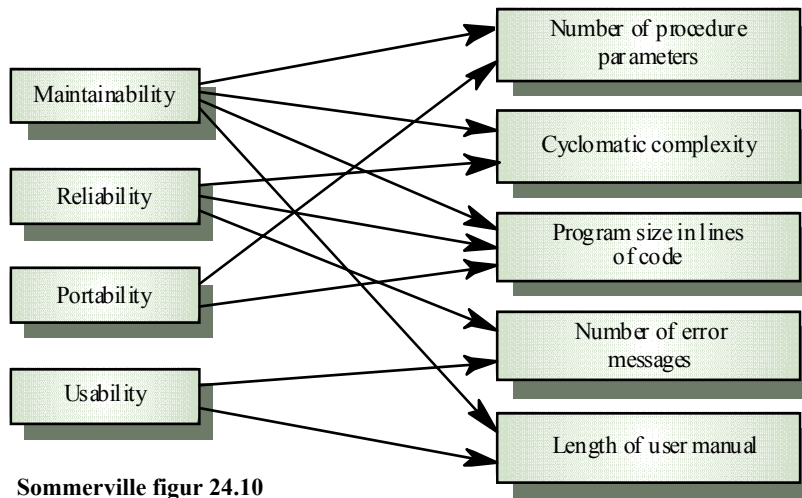 Maintainability
Reliability
Portability
Usability
Number of procedure
parameters
Cyclomatic complexity
Program size in lines
of code
Number of error
messages
Length of user manual
Sommerville figur 24.10